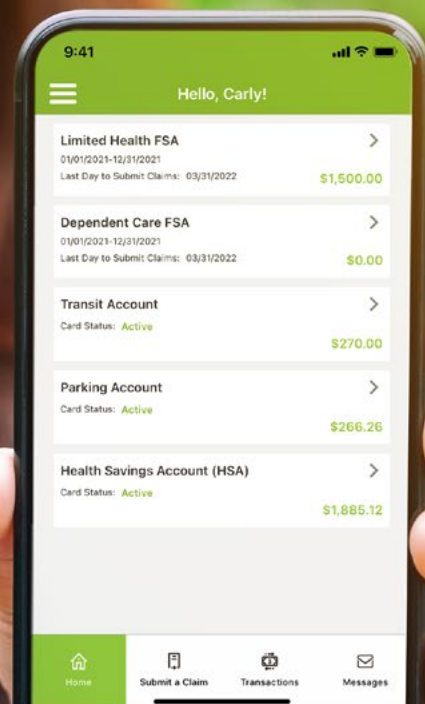 9:41
Hello, Carly!
Limited Health FSA
01/01/2021-12/31/2021
Last Day to Submit Claims: 03/31/2022
$1,500.00
Dependent Care FSA
01/01/2021-12/31/2021
Last Day to Submit Claims: 03/31/2022
$0.00
Transit Account
Card Status: Active
$270.00
Parking Account
Card Status: Active
$266.26
Health Savings Account (HSA)
Card Status: Active
$1,885.12
Home
Submit a Claim
Transactions
Messages